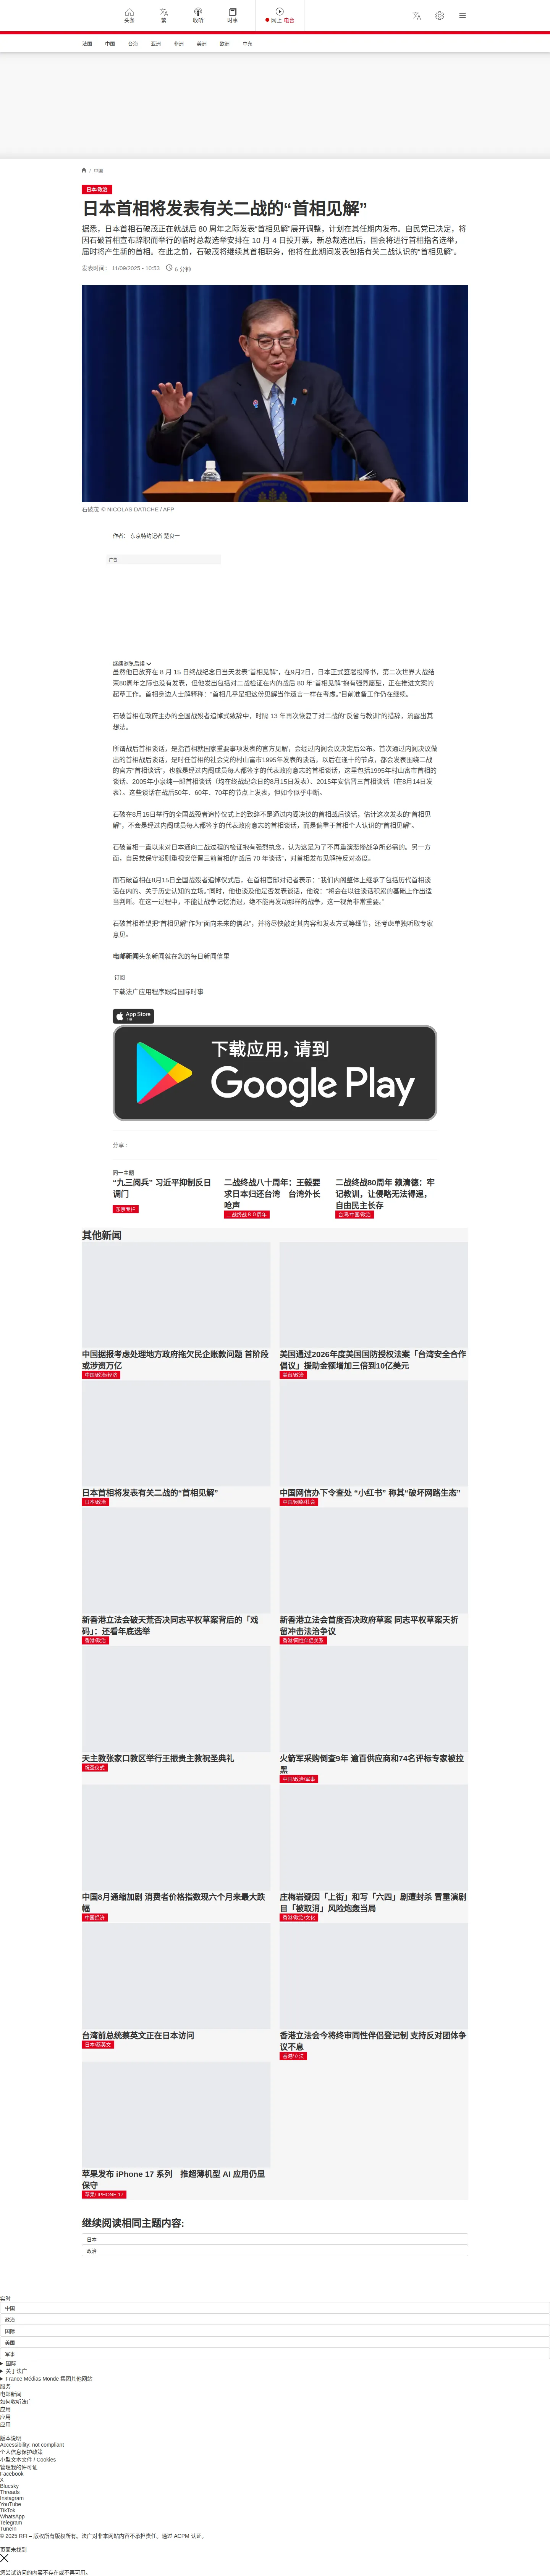 头条
繁
收听
时事
网上 电台
法国
中国
台海
亚洲
非洲
美洲
欧洲
中东
/ 中国
日本/政治
日本首相将发表有关二战的“首相见解”
据悉，日本首相石破茂正在就战后 80 周年之际发表“首相见解”展开调整，计划在其任期内发布。自民党已决定，将
因石破首相宣布辞职而举行的临时总裁选举安排在 10 月 4 日投开票，新总裁选出后，国会将进行首相指名选举，
届时将产生新的首相。在此之前，石破茂将继续其首相职务，他将在此期间发表包括有关二战认识的“首相见解”。
发表时间： 11/09/2025 - 10:53
6 分钟
石破茂 © NICOLAS DATICHE / AFP
作者： 东京特约记者 楚良一
广告
继续浏览后续
虽然他已放弃在 8 月 15 日终战纪念日当天发表“首相见解”，在9月2日，日本正式签署投降书，第二次世界大战结
束80周年之际也没有发表，但他发出包括对二战检证在内的战后 80 年“首相见解”抱有强烈愿望，正在推进文案的
起草工作。首相身边人士解释称：“首相几乎是把这份见解当作遗言一样在考虑。”目前准备工作仍在继续。
石破首相在政府主办的全国战殁者追悼式致辞中，时隔 13 年再次恢复了对二战的“反省与教训”的措辞，流露出其
想法。
所谓战后首相谈话，是指首相就国家重要事项发表的官方见解，会经过内阁会议决定后公布。首次通过内阁决议做
出的首相战后谈话，是时任首相的社会党的村山富市1995年发表的谈话，以后在逢十的节点，都会发表围绕二战
的官方“首相谈话”，也就是经过内阁成员每人都签字的代表政府意志的首相谈话，这里包括1995年村山富市首相的
谈话、2005年小泉纯一郎首相谈话（均在终战纪念日的8月15日发表）、2015年安倍晋三首相谈话（在8月14日发
表）。这些谈话在战后50年、60年、70年的节点上发表，但如今似乎中断。
石破在8月15日举行的全国战殁者追悼仪式上的致辞不是通过内阁决议的首相战后谈话，估计这次发表的“首相见
解”，不会是经过内阁成员每人都签字的代表政府意志的首相谈话，而是偏重于首相个人认识的“首相见解”。
石破首相一直以来对日本通向二战过程的检证抱有强烈执念，认为这是为了不再重演悲惨战争所必需的。另一方
面，自民党保守派则重视安倍晋三前首相的“战后 70 年谈话”，对首相发布见解持反对态度。
而石破首相在8月15日全国战殁者追悼仪式后，在首相官邸对记者表示：“我们内阁整体上继承了包括历代首相谈
话在内的、关于历史认知的立场。”同时，他也谈及他是否发表谈话，他说：“将会在以往谈话积累的基础上作出适
当判断。在这一过程中，不能让战争记忆消退，绝不能再发动那样的战争，这一视角非常重要。”
石破首相希望把“首相见解”作为“面向未来的信息”，并将尽快敲定其内容和发表方式等细节，还考虑单独听取专家
意见。
电邮新闻头条新闻就在您的每日新闻信里
订阅
下载法广应用程序跟踪国际时事
App Store
下载
下载应用，请到
Google Play
分享 :
同一主题
“九三阅兵” 习近平抑制反日
调门
东京专栏
二战终战八十周年：王毅要
求日本归还台湾 台湾外长
呛声
二战终战８０周年
二战终战80周年 赖清德：牢
记教训，让侵略无法得逞，
自由民主长存
台湾/中国/政治
其他新闻
中国据报考虑处理地方政府拖欠民企账款问题 首阶段
或涉资万亿
中国/政治/经济
美国通过2026年度美国国防授权法案「台湾安全合作
倡议」援助金额增加三倍到10亿美元
美台/政治
日本首相将发表有关二战的“首相见解”
日本/政治
中国网信办下令查处 “小红书” 称其“破坏网路生态”
中国/网络/社会
新香港立法会破天荒否决同志平权草案背后的「戏
码」：还看年底选举
香港/政治
新香港立法会首度否决政府草案 同志平权草案夭折
留冲击法治争议
香港/同性伴侣关系
天主教张家口教区举行王振贵主教祝圣典礼
祝圣仪式
火箭军采购倒查9年 逾百供应商和74名评标专家被拉
黑
中国/政治/军事
中国8月通缩加剧 消费者价格指数现六个月来最大跌
幅
中国经济
庄梅岩疑因「上街」和写「六四」剧遭封杀 冒重演剧
目「被取消」风险炮轰当局
香港/政治/文化
台湾前总统蔡英文正在日本访问
日本/蔡英文
香港立法会今将终审同性伴侣登记制 支持反对团体争
议不息
香港/立法
苹果发布 iPhone 17 系列 推超薄机型 AI 应用仍显
保守
苹果/ IPHONE 17
继续阅读相同主题内容:
日本
政治
实时
中国
政治
国际
美国
军事
国际
关于法广
France Médias Monde 集团其他网站
服务
电邮新闻
如何收听法广
应用
应用
应用
版本说明
Accessibility: not compliant
个人信息保护政策
小型文本文件 / Cookies
管理我的许可证
Facebook
X
Bluesky
Threads
Instagram
YouTube
TikTok
WhatsApp
Telegram
TuneIn
© 2025 RFI – 版权所有版权所有。法广对非本网站内容不承担责任。通过 ACPM 认证。
页面未找到
您尝试访问的内容不存在或不再可用。